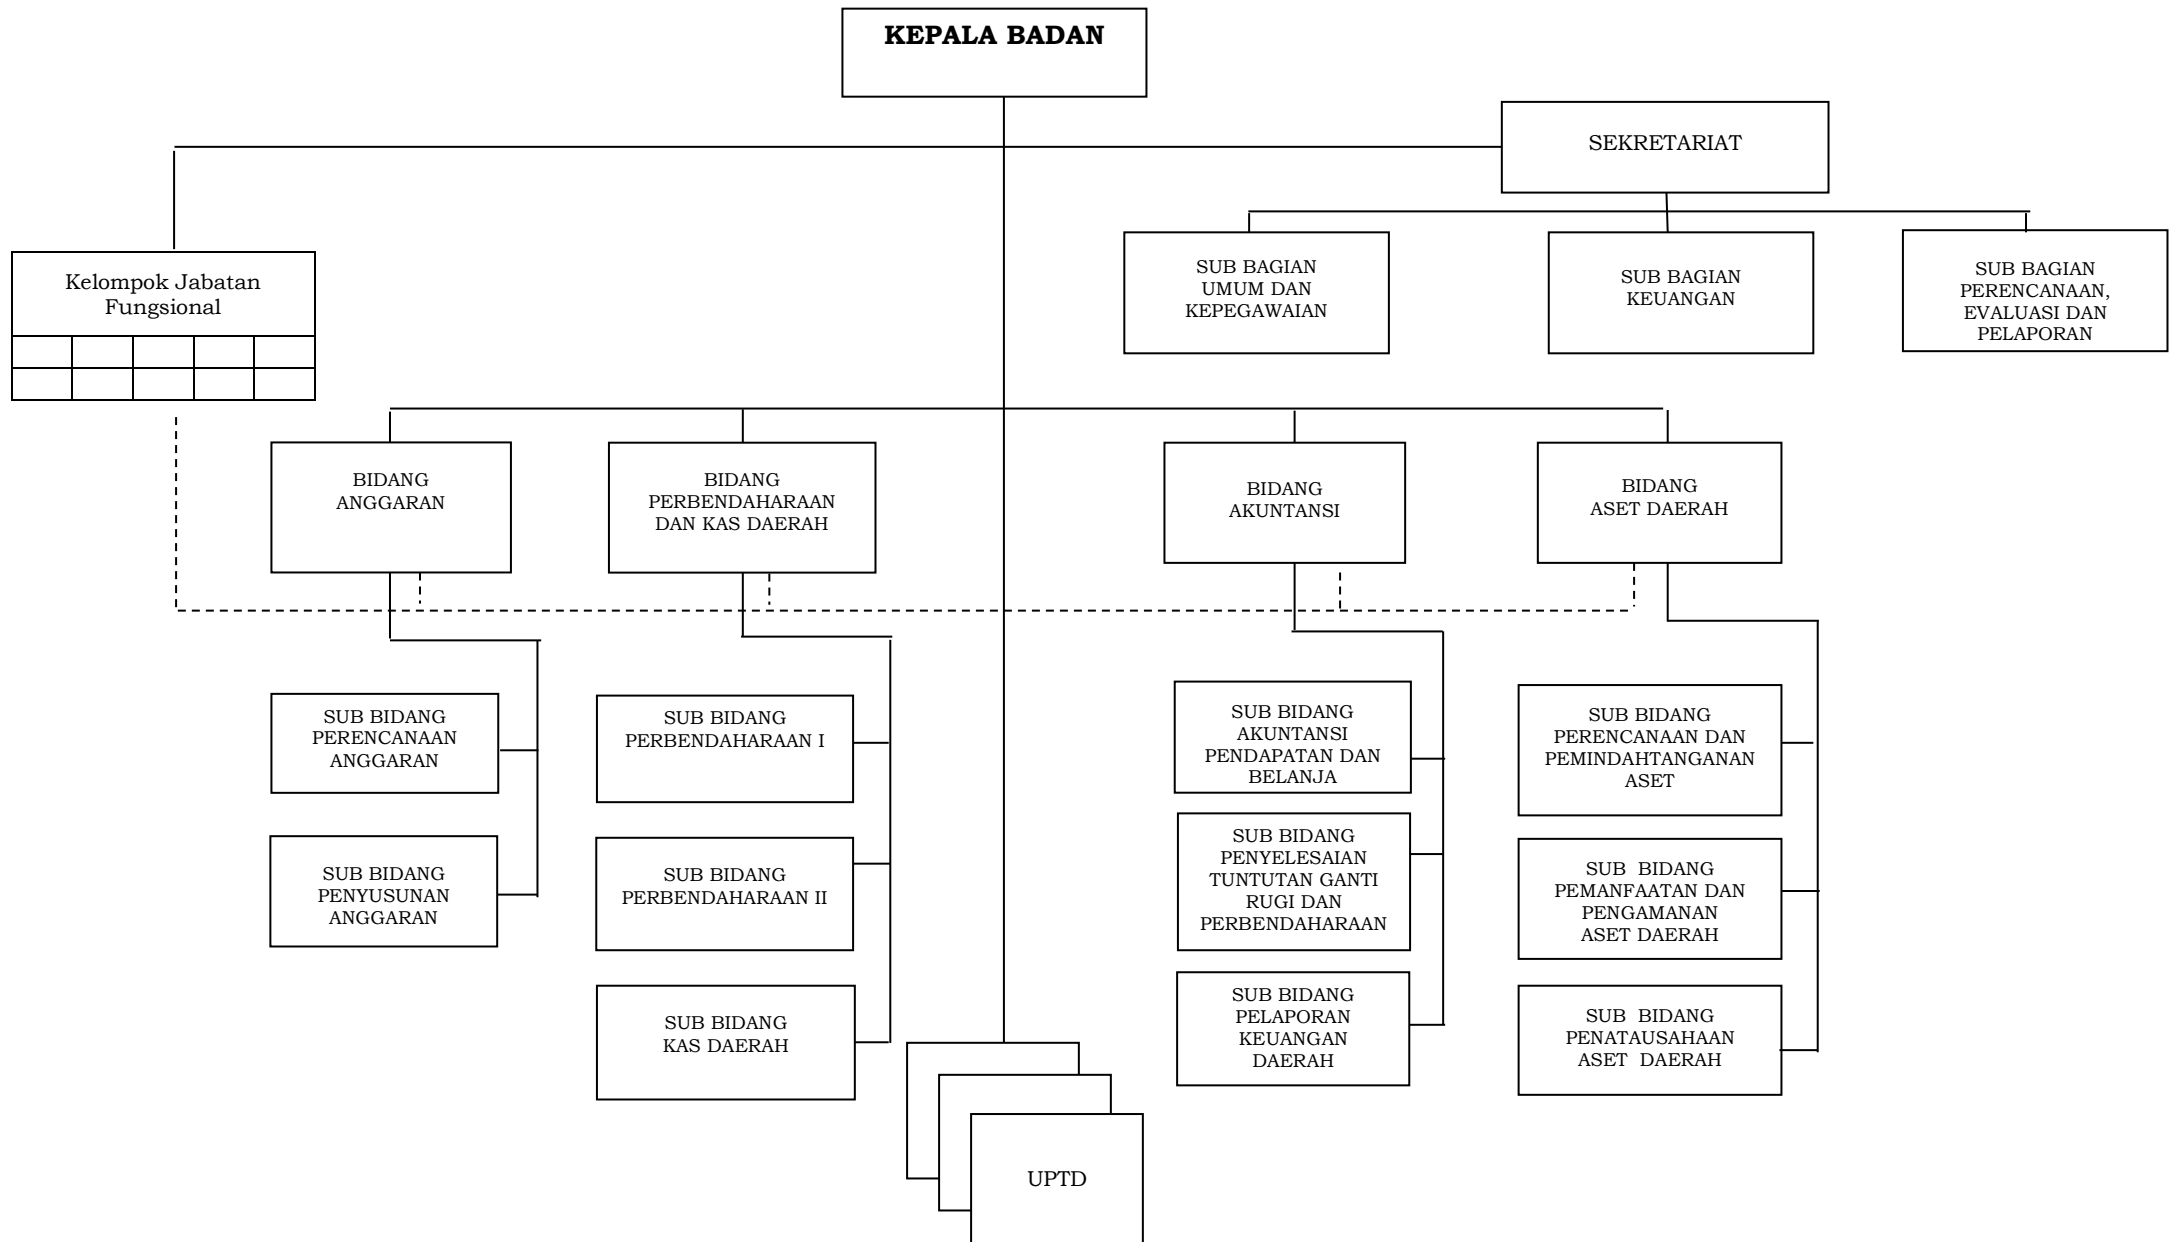 KEPALA BADAN
SEKRETARIAT
Kelompok Jabatan
Fungsional
SUB BAGIAN
UMUM DAN
KEPEGAWAIAN
SUB BAGIAN
KEUANGAN
SUB BAGIAN
PERENCANAAN,
EVALUASI DAN
PELAPORAN
BIDANG
ANGGARAN
BIDANG
PERBENDAHARAAN
DAN KAS DAERAH
BIDANG
AKUNTANSI
BIDANG
ASET DAERAH
SUB BIDANG
PERENCANAAN
ANGGARAN
SUB BIDANG
PERBENDAHARAAN I
SUB BIDANG
AKUNTANSI
PENDAPATAN DAN
BELANJA
SUB BIDANG
PERENCANAAN DAN
PEMINDAHTANGANAN
ASET
SUB BIDANG
PENYUSUNAN
ANGGARAN
SUB BIDANG
PERBENDAHARAAN II
SUB BIDANG
PENYELESAIAN
TUNTUTAN GANTI
RUGI DAN
PERBENDAHARAAN
SUB  BIDANG
PEMANFAATAN DAN
PENGAMANAN
ASET DAERAH
SUB BIDANG
KAS DAERAH
SUB BIDANG
PELAPORAN
KEUANGAN
DAERAH
SUB  BIDANG
PENATAUSAHAAN
ASET  DAERAH
UPTD